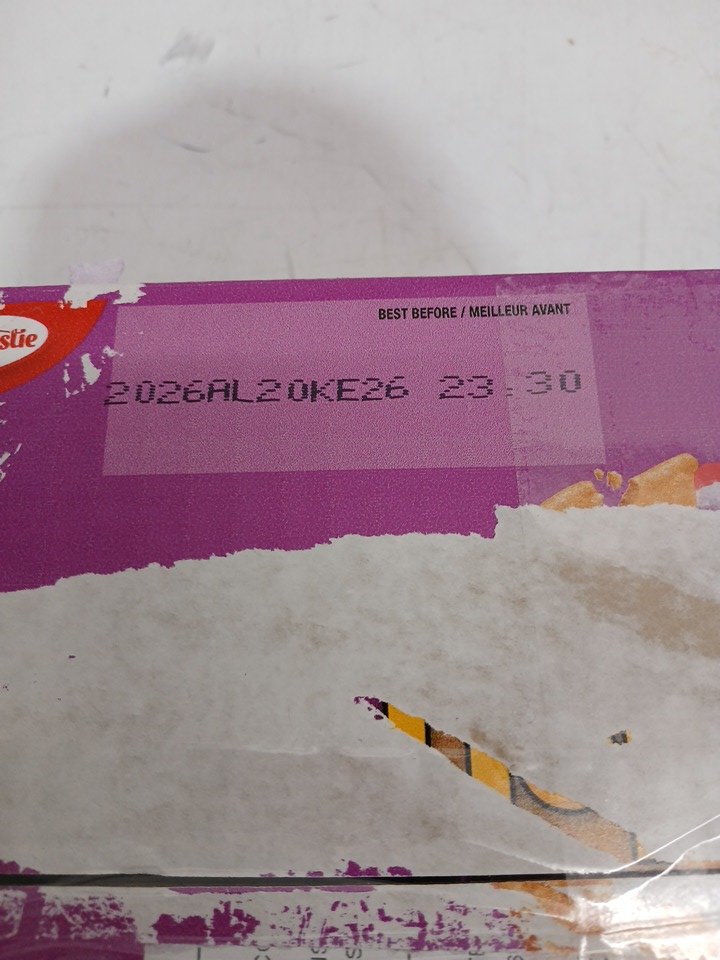 BEST BEFORE / MEILLEUR AVANT
stie
2026AL20KE26 23:30